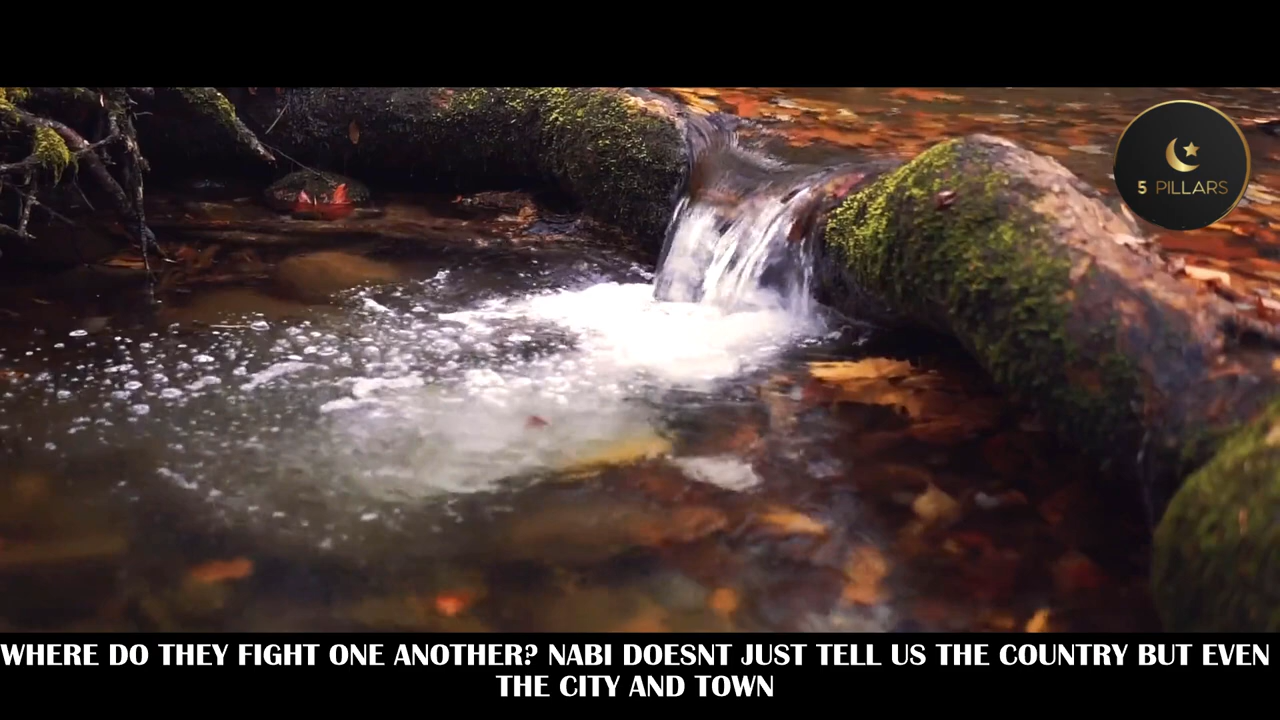 5 PILLARS
WHERE DO THEY FIGHT ONE ANOTHER? NABI DOESNT JUST TELL US THE COUNTRY BUT EVEN
THE CITY AND TOWN